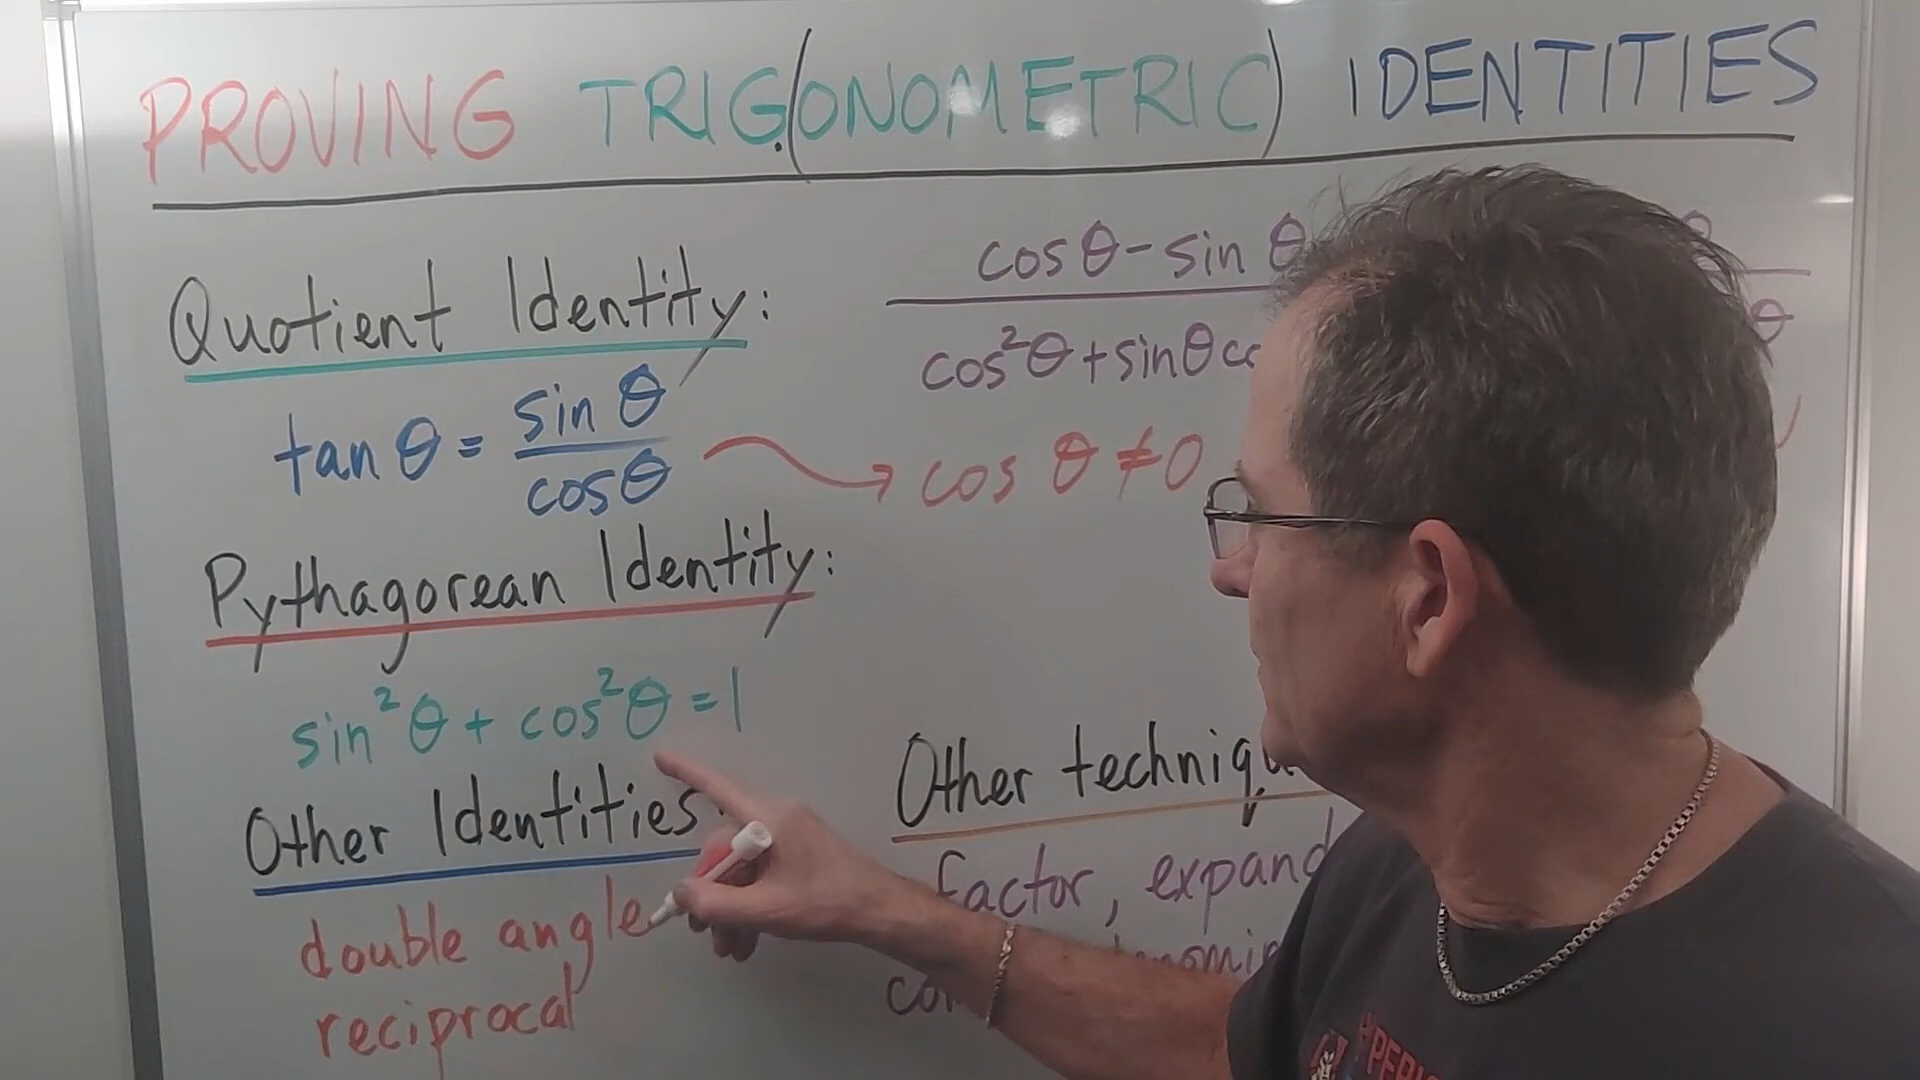 PROVING TRIG.(ONOMETRIC) IDENTITIES
Quotient Identity:
tan θ = sin θ / cos θ
→ cos θ ≠ 0
cos θ - sin θ
cos²θ + sin θ
θ
Pythagorean Identity:
sin²θ + cos²θ = 1
Other Identities
double angle
reciprocal
Other
factor, expand